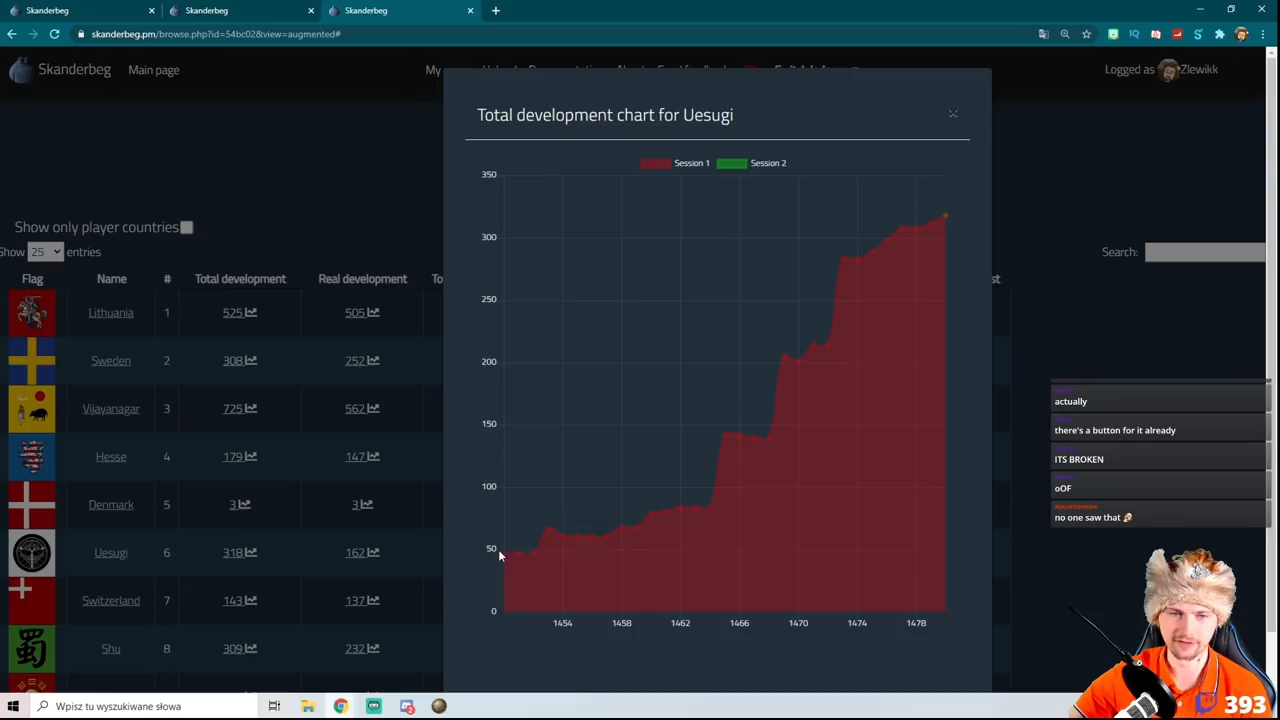 Skanderbeg
Skanderbeg
Skanderbeg
skanderbeg.pm/browse.php?id=54bc02&view=augmented#
Skanderbeg
Main page
My
Logged as
Zlewikk
Total development chart for Uesugi
Session 1
Session 2
Show only player countries
Show 25 entries
Search:
Flag
Name
#
Total development
Real development
Lithuania
1
525
505
Sweden
2
308
252
Vijayanagar
3
725
562
Hesse
4
179
147
Denmark
5
3
3
Uesugi
6
318
162
Switzerland
7
143
137
Shu
8
309
232
350
300
250
200
150
100
50
0
1454
1458
1462
1466
1470
1474
1478
actually
there's a button for it already
ITS BROKEN
oOF
no one saw that
Wpisz tu wyszukiwane słowa
393